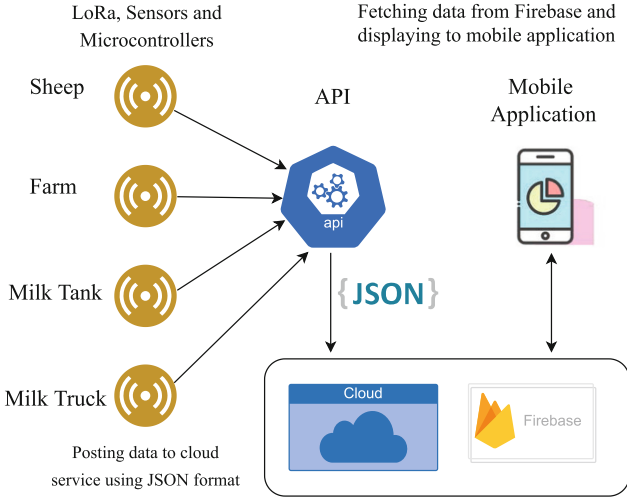 LoRa, Sensors and
Microcontrollers
Fetching data from Firebase and
displaying to mobile application
Sheep
API
Mobile
Application
Farm
api
Milk Tank
{JSON}
Milk Truck
Cloud
Firebase
Posting data to cloud
service using JSON format